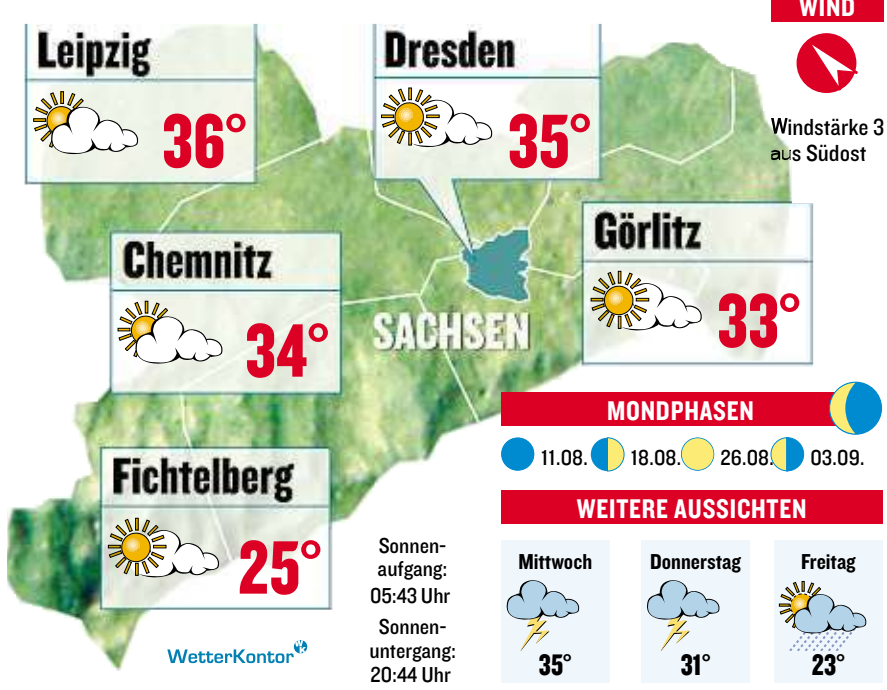 WIND
Windstärke 3
aus Südost
Leipzig
36°
Dresden
35°
Görlitz
33°
Chemnitz
34°
SACHSEN
Fichtelberg
25°
MONDPHASEN
11.08. 18.08. 26.08. 03.09.
WEITERE AUSSICHTEN
Mittwoch
35°
Donnerstag
31°
Freitag
23°
Sonnen-
aufgang:
05:43 Uhr
Sonnen-
untergang:
20:44 Uhr
WetterKontor